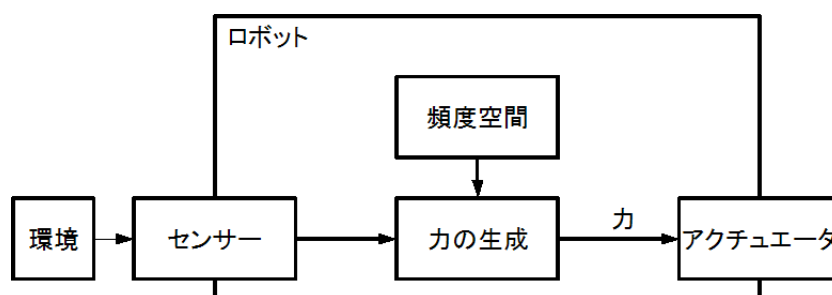 ロボット
頻度空間
環境
センサー
力の生成
力
アクチュエータ